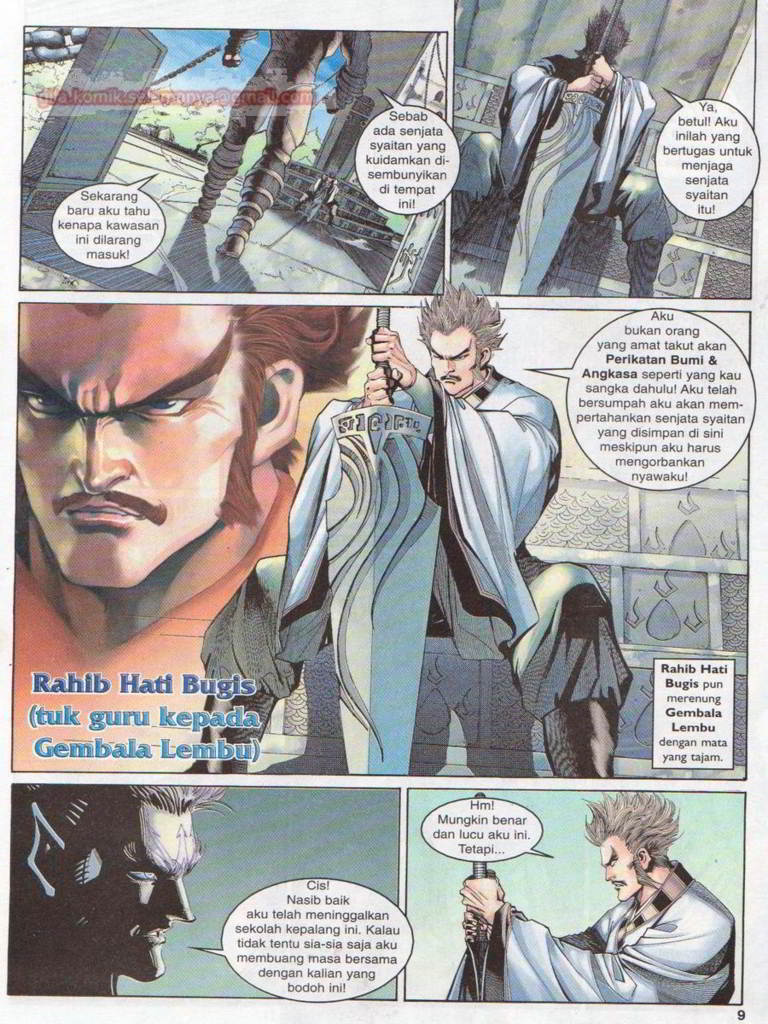 Sekarang
baru aku tahu
kenapa kawasan
ini dilarang
masuk!
Sebab
ada senjata
syaitan yang
kuidamkan di-
sembunyikan
di tempat
ini!
Ya,
betul! Aku
inilah yang
bertugas untuk
menjaga
senjata
syaitan
itu!
Aku
bukan orang
yang amat takut akan
Perikatan Bumi &
Angkasa seperti yang kau
sangka dahulu! Aku telah
bersumpah aku akan mem-
pertahankan senjata syaitan
yang disimpan di sini
meskipun aku harus
mengorbankan
nyawaku!
Rahib Hati Bugis
(tuk guru kepada
Gembala Lembu)
Rahib Hati
Bugis pun
merenung
Gembala
Lembu
dengan mata
yang tajam.
Cis!
Nasib baik
aku telah meninggalkan
sekolah kepalang ini. Kalau
tidak tentu sia-sia saja aku
membuang masa bersama
dengan kalian yang
bodoh ini!
Hm!
Mungkin benar
dan lucu aku ini.
Tetapi...
9